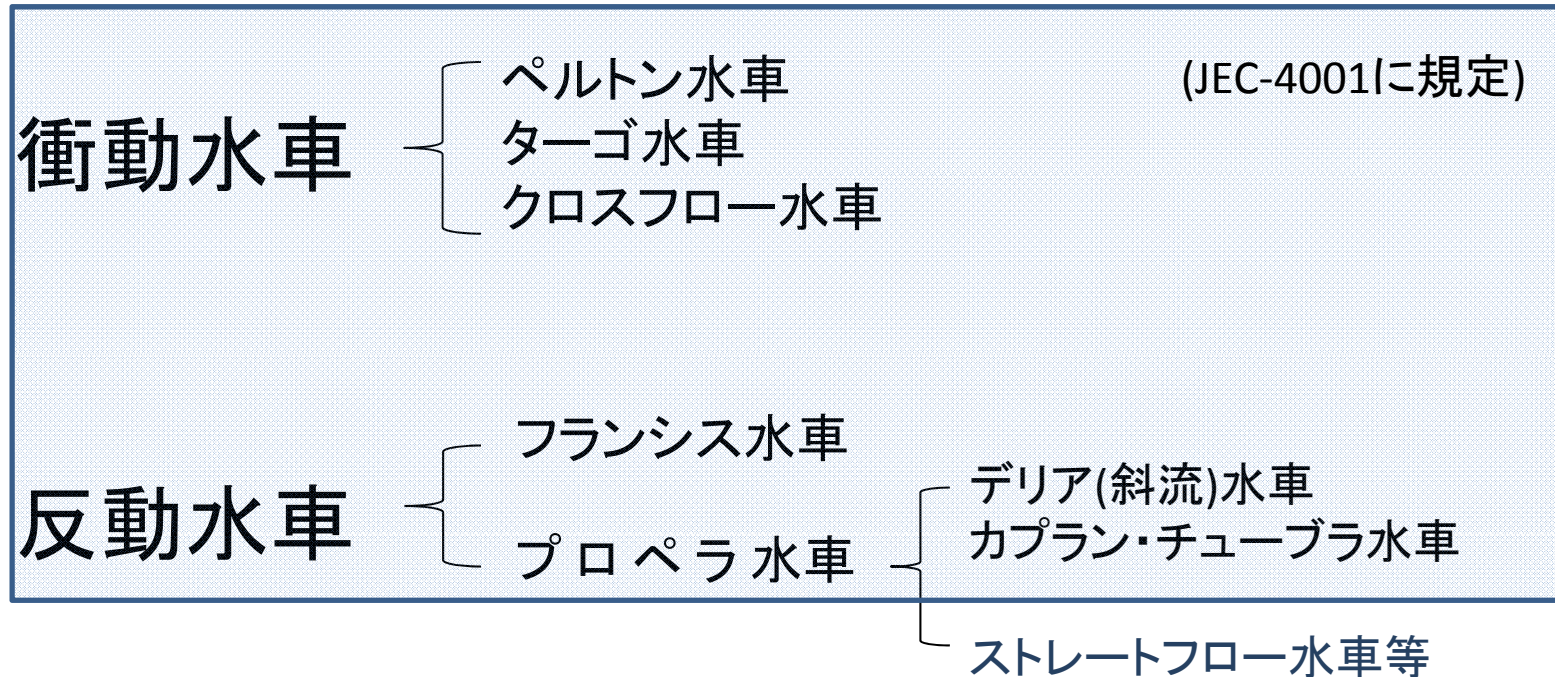 (JEC-4001に規定)
衝動水車
ペルトン水車
ターゴ水車
クロスフロー水車
反動水車
フランシス水車
プロペラ水車
デリア(斜流)水車
カプラン・チューブラ水車
ストレートフロー水車等